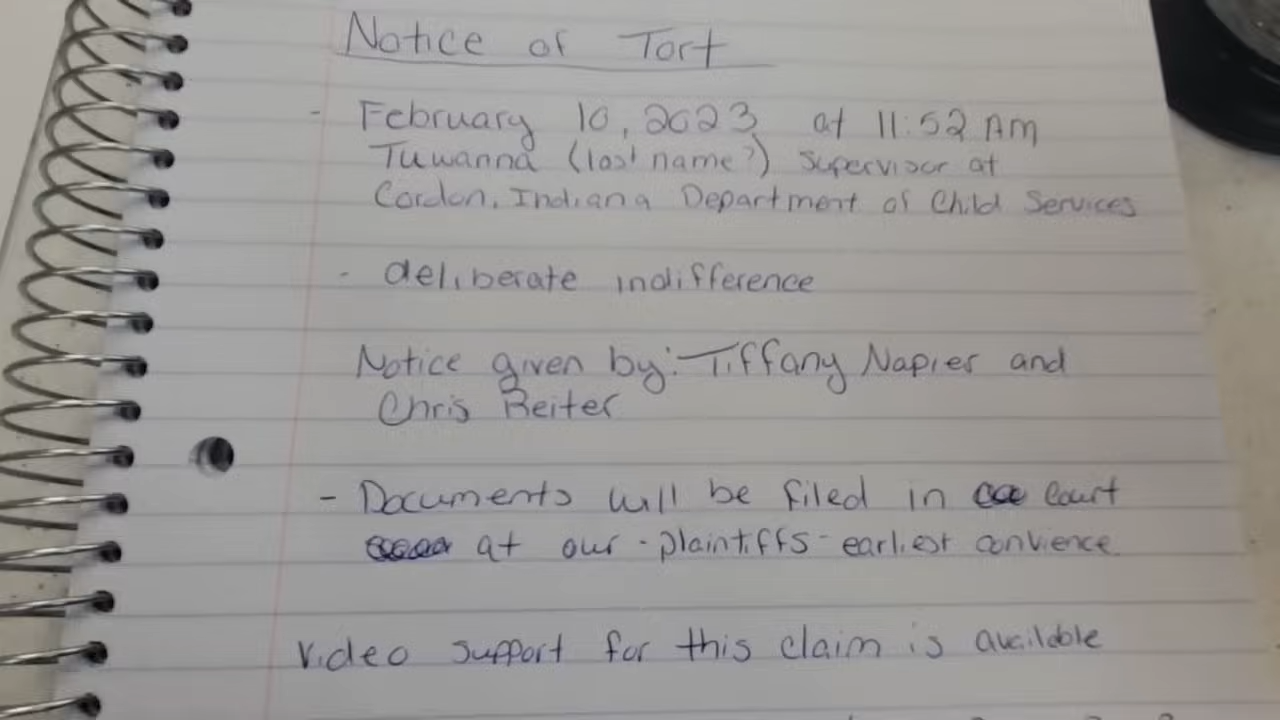 Notice of Tort
- February 10, 2023 at 11:52 AM
Tuwanna (last name?) Supervisor at
Cordon, Indiana Department of Child Services
- deliberate indifference
Notice given by: Tiffany Napier and
Chris Reiter
- Documents will be filed in Court
at our - plaintiffs - earliest convience
Video support for this claim is available